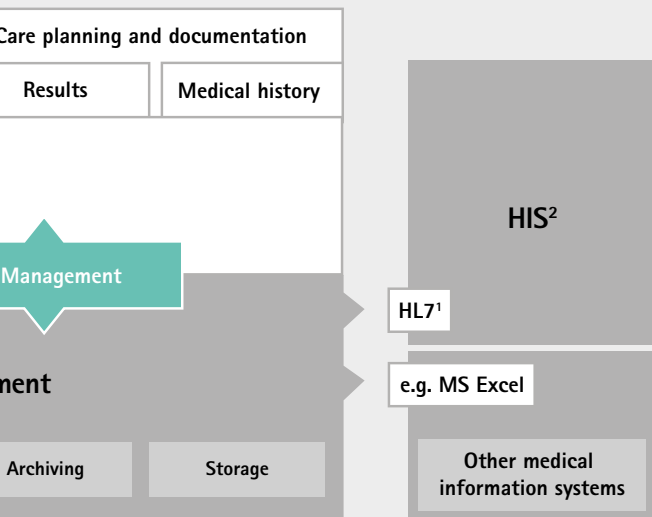 Care planning and documentation
Results
Medical history
HIS²
Management
HL7¹
ment
e.g. MS Excel
Archiving
Storage
Other medical
information systems